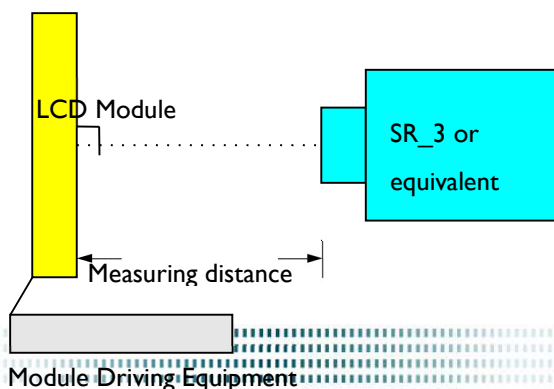 LCD Module
SR_3 or
equivalent
Measuring distance
Module Driving Equipment